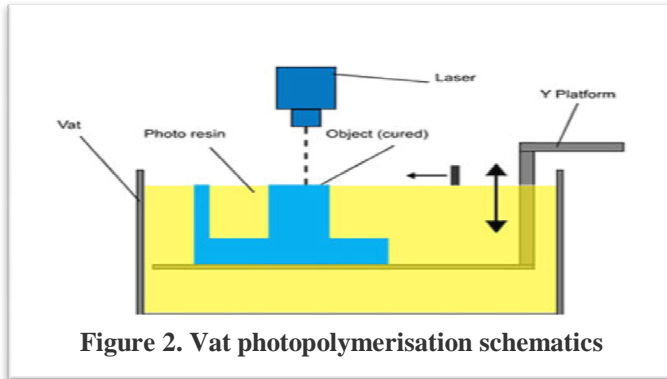 Laser
Y Platform
Vat
Photo resin
Object (cured)
Figure 2. Vat photopolymerisation schematics